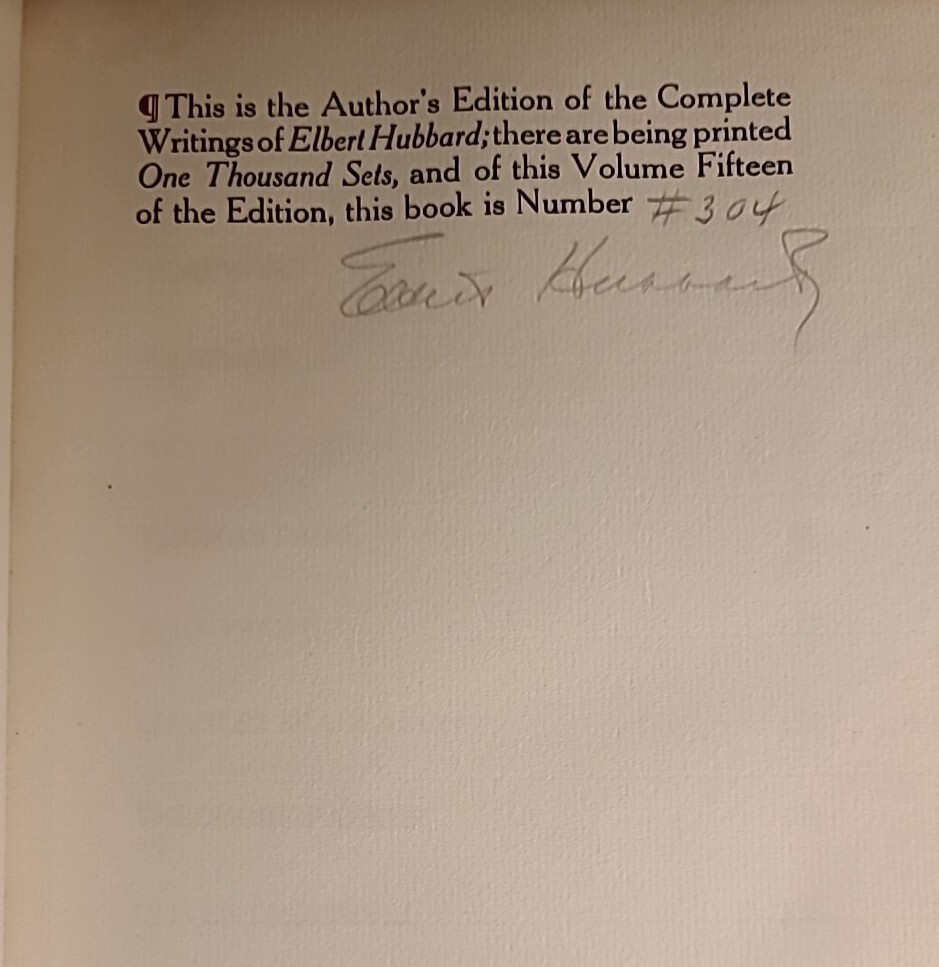 ¶ This is the Author's Edition of the Complete
Writings of Elbert Hubbard; there are being printed
One Thousand Sets, and of this Volume Fifteen
of the Edition, this book is Number #304
Hubbard